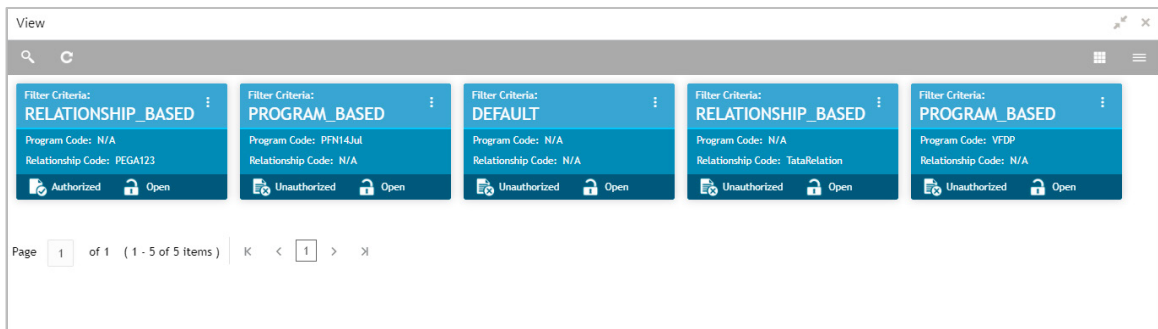 View
Filter Criteria:
RELATIONSHIP_BASED
Program Code: N/A
Relationship Code: PEGA123
Authorized Open
Filter Criteria:
PROGRAM_BASED
Program Code: PFN14Jul
Relationship Code: N/A
Unauthorized Open
Filter Criteria:
DEFAULT
Program Code: N/A
Relationship Code: N/A
Unauthorized Open
Filter Criteria:
RELATIONSHIP_BASED
Program Code: N/A
Relationship Code: TataRelation
Unauthorized Open
Filter Criteria:
PROGRAM_BASED
Program Code: VFDP
Relationship Code: N/A
Unauthorized Open
Page 1 of 1 ( 1 - 5 of 5 items ) 1